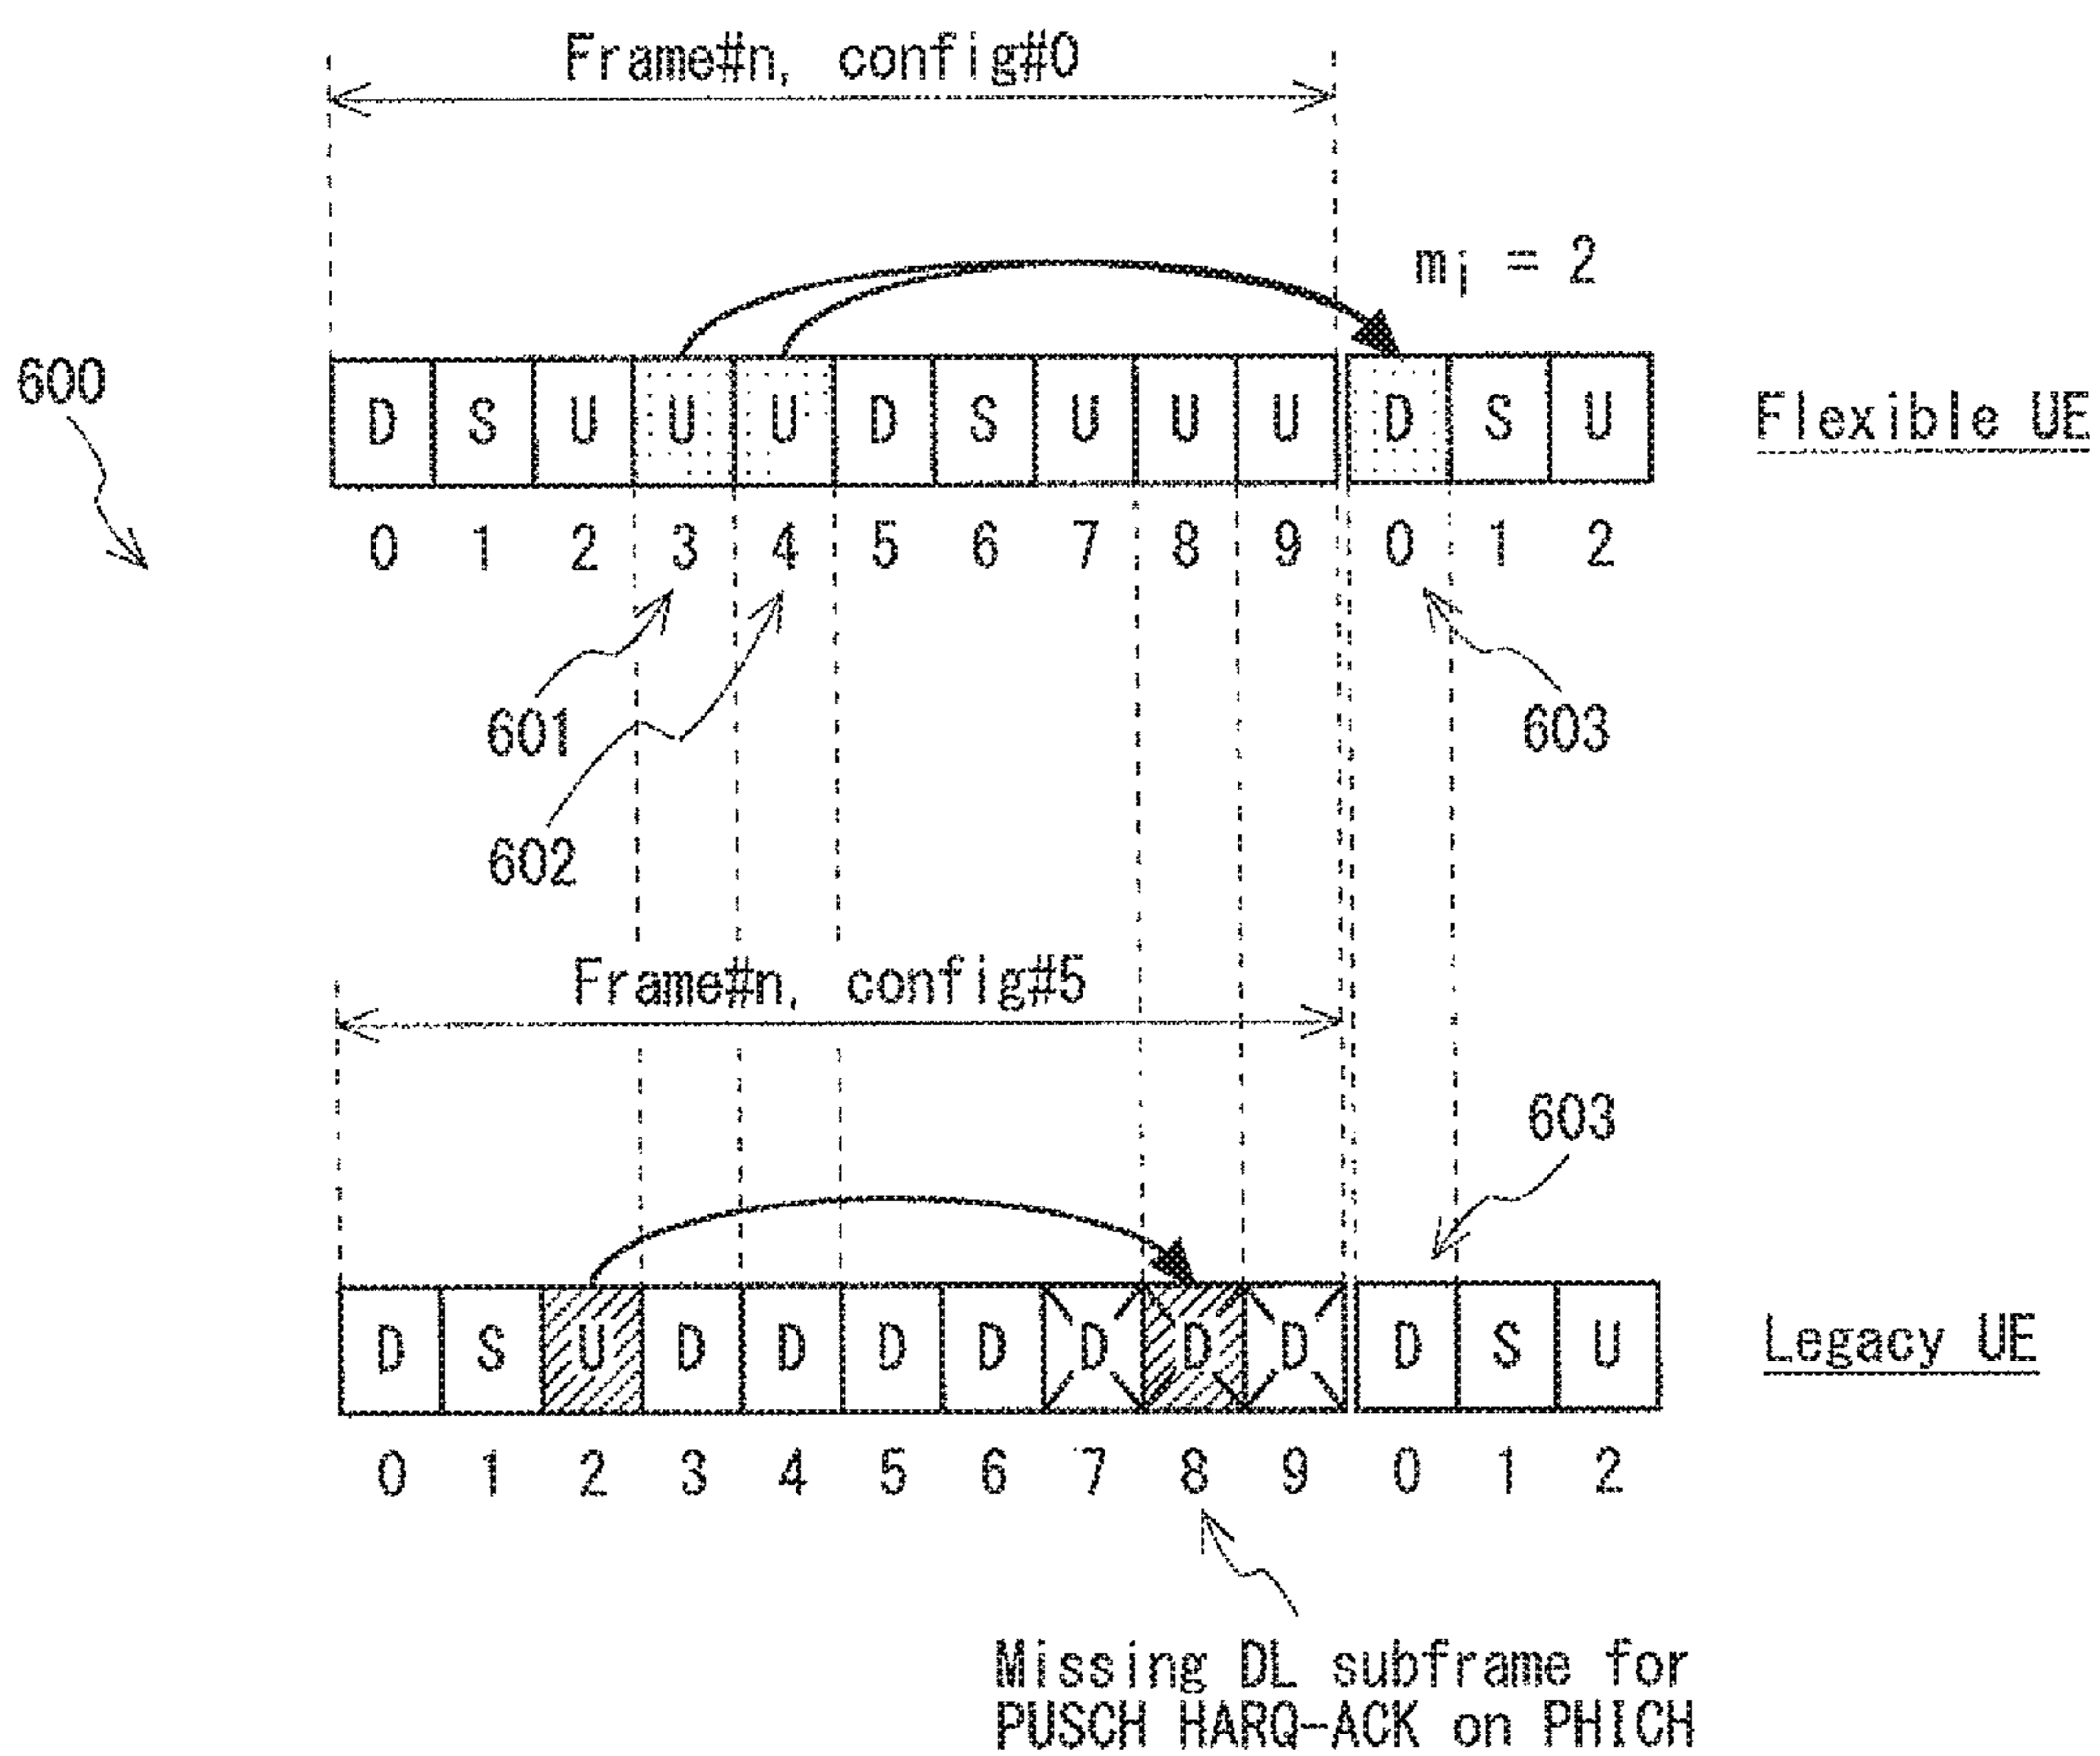 Frame#n, config#0
mi = 2
600
D S U U U D S U U U D S U
Flexible UE
0 1 2 3 4 5 6 7 8 9 0 1 2
601
603
602
Frame#n, config#5
603
D S U D D D D D D D D S U
Legacy UE
0 1 2 3 4 5 6 7 8 9 0 1 2
Missing DL subframe for
PUSCH HARQ-ACK on PHICH